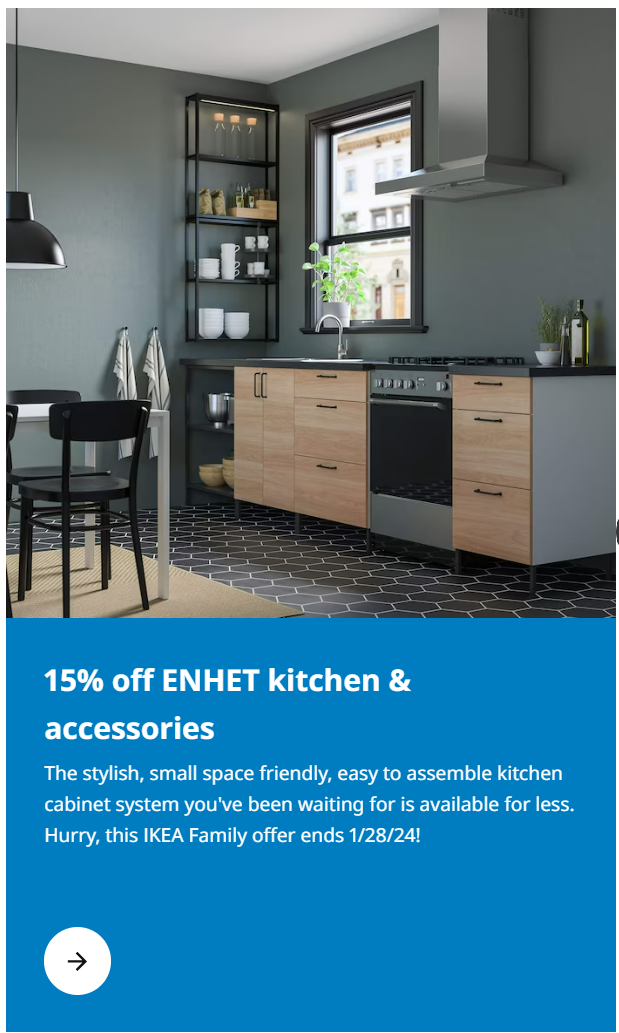 15% off ENHET kitchen &
accessories
The stylish, small space friendly, easy to assemble kitchen
cabinet system you've been waiting for is available for less.
Hurry, this IKEA Family offer ends 1/28/24!